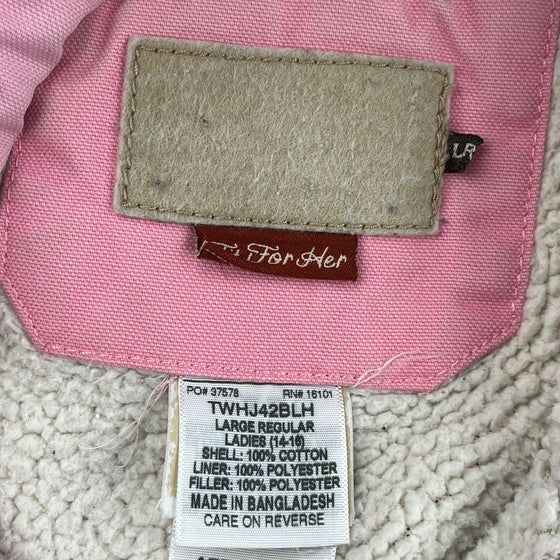 LR
For Her
PO# 37578 RN# 16101
TWHJ42BLH
LARGE REGULAR
LADIES (14-16)
SHELL: 100% COTTON
LINER: 100% POLYESTER
FILLER: 100% POLYESTER
MADE IN BANGLADESH
CARE ON REVERSE